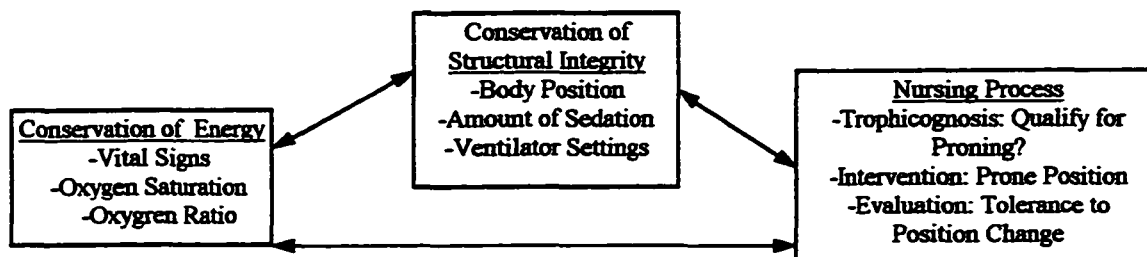 Conservation of Energy
-Vital Signs
-Oxygen Saturation
-Oxygren Ratio
Conservation of
Structural Integrity
-Body Position
-Amount of Sedation
-Ventilator Settings
Nursing Process
-Trophicognosis: Qualify for
Proning?
-Intervention: Prone Position
-Evaluation: Tolerance to
Position Change